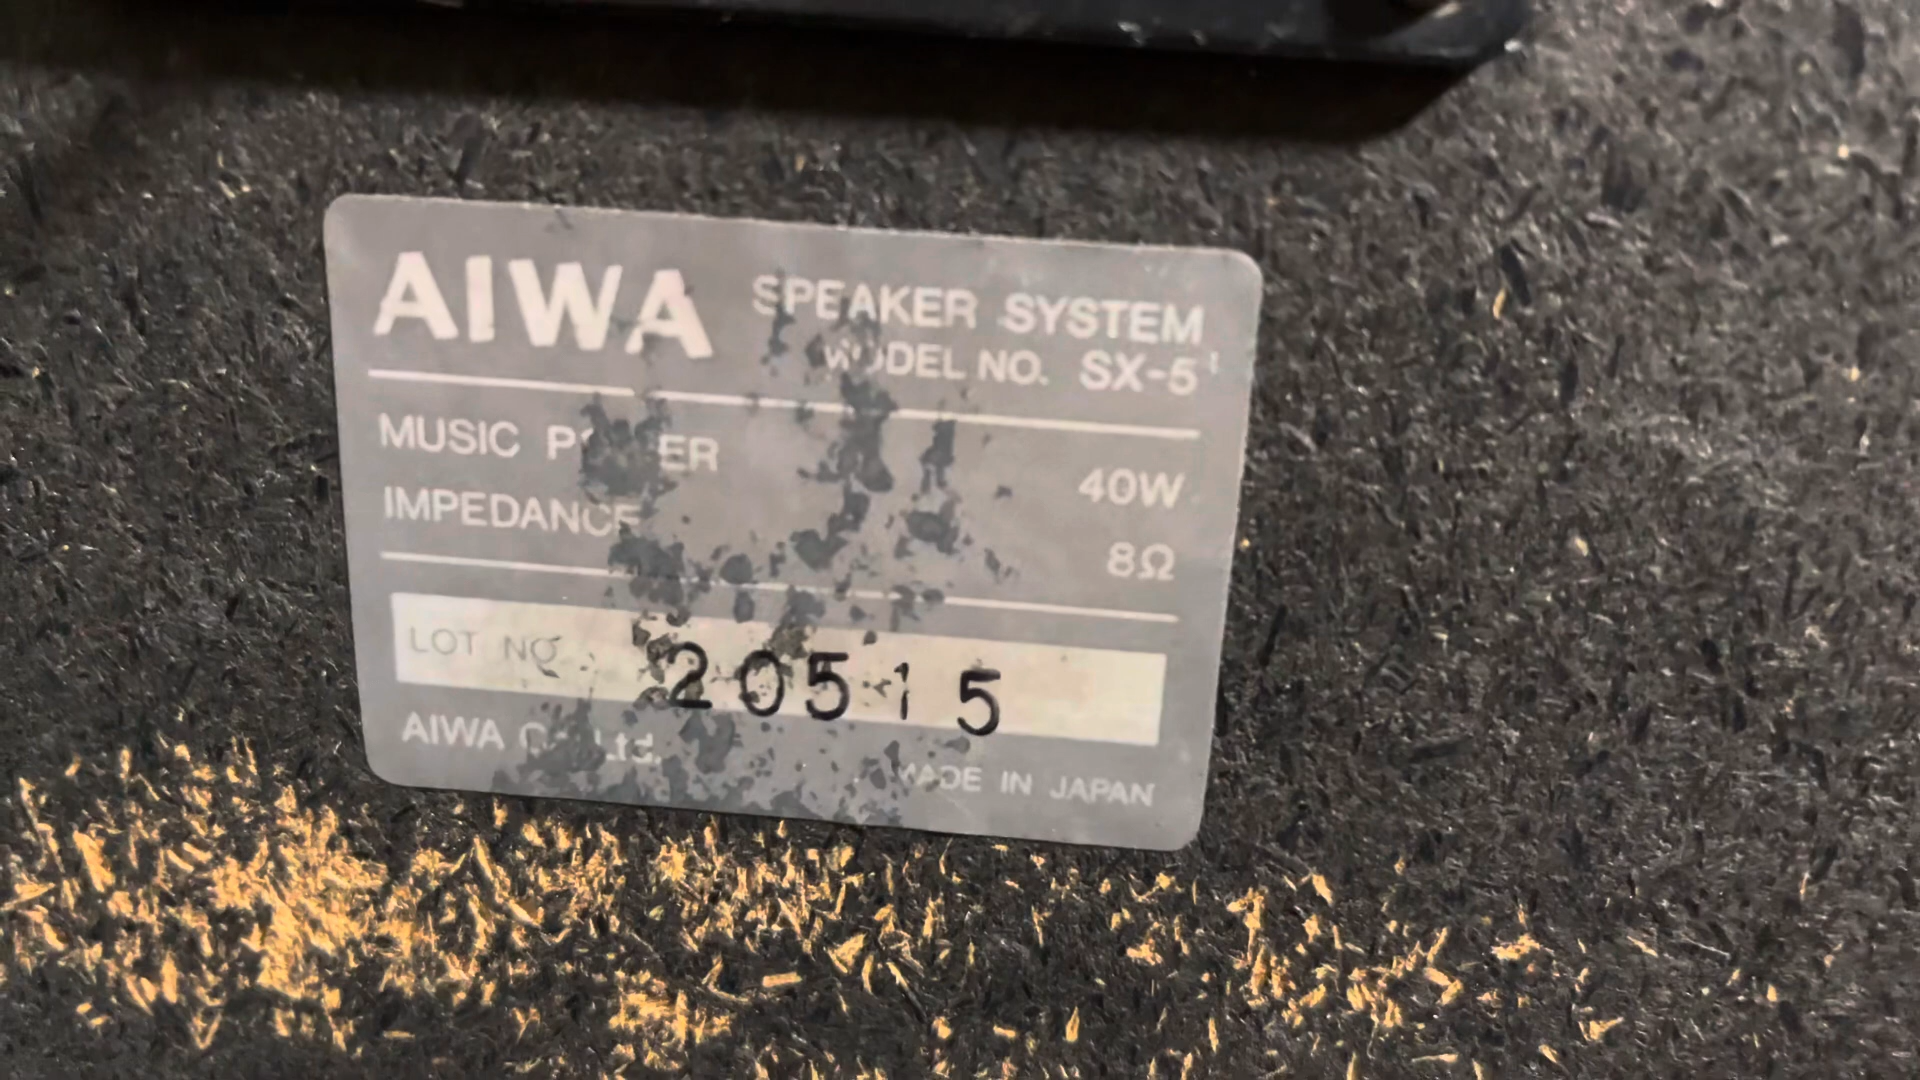 AIWA SPEAKER SYSTEM
MODEL NO. SX-5
MUSIC POWER 40W
IMPEDANCE 8Ω
LOT NO. 20515
AIWA Co., Ltd.
MADE IN JAPAN